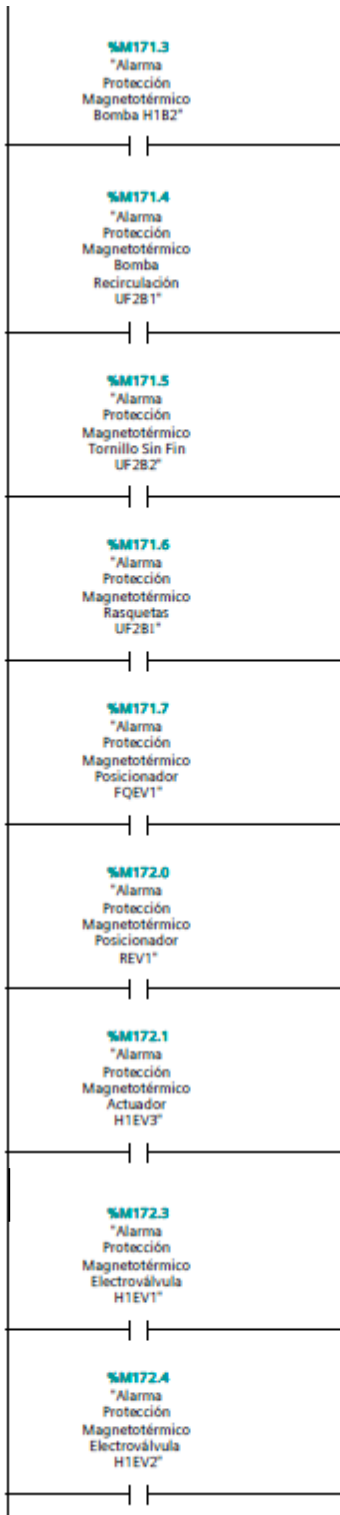 %M171.3
"Alarma
Protección
Magnetotérmico
Bomba H1B2"
%M171.4
"Alarma
Protección
Magnetotérmico
Bomba
Recirculación
UF2B1"
%M171.5
"Alarma
Protección
Magnetotérmico
Tornillo Sin Fin
UF2B2"
%M171.6
"Alarma
Protección
Magnetotérmico
Rasquetas
UF2BI"
%M171.7
"Alarma
Protección
Magnetotérmico
Posicionador
FQEV1"
%M172.0
"Alarma
Protección
Magnetotérmico
Posicionador
REV1"
%M172.1
"Alarma
Protección
Magnetotérmico
Actuador
H1EV3"
%M172.3
"Alarma
Protección
Magnetotérmico
Electroválvula
H1EV1"
%M172.4
"Alarma
Protección
Magnetotérmico
Electroválvula
H1EV2"